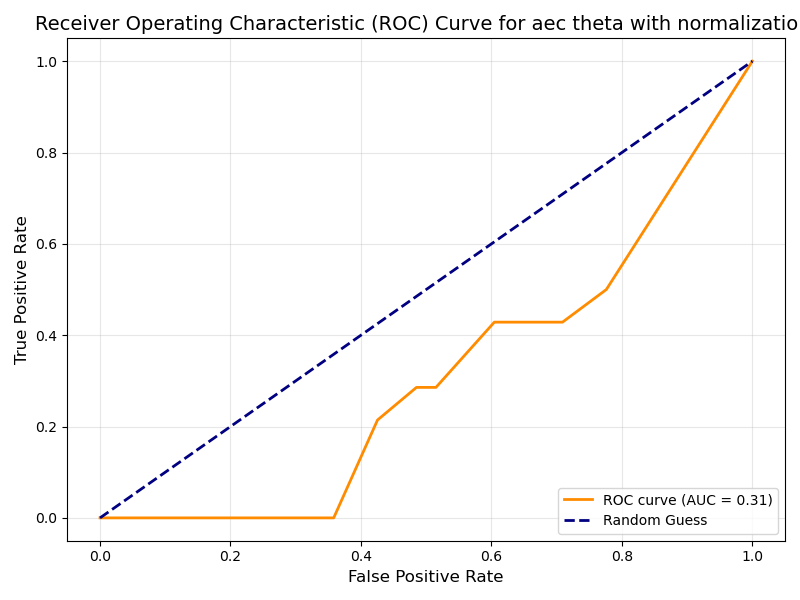 Receiver Operating Characteristic (ROC) Curve for aec theta with normalizatio
1.0
0.8
0.6
0.4
0.2
0.0
True Positive Rate
0.0 0.2 0.4 0.6 0.8 1.0
False Positive Rate
ROC curve (AUC = 0.31)
Random Guess